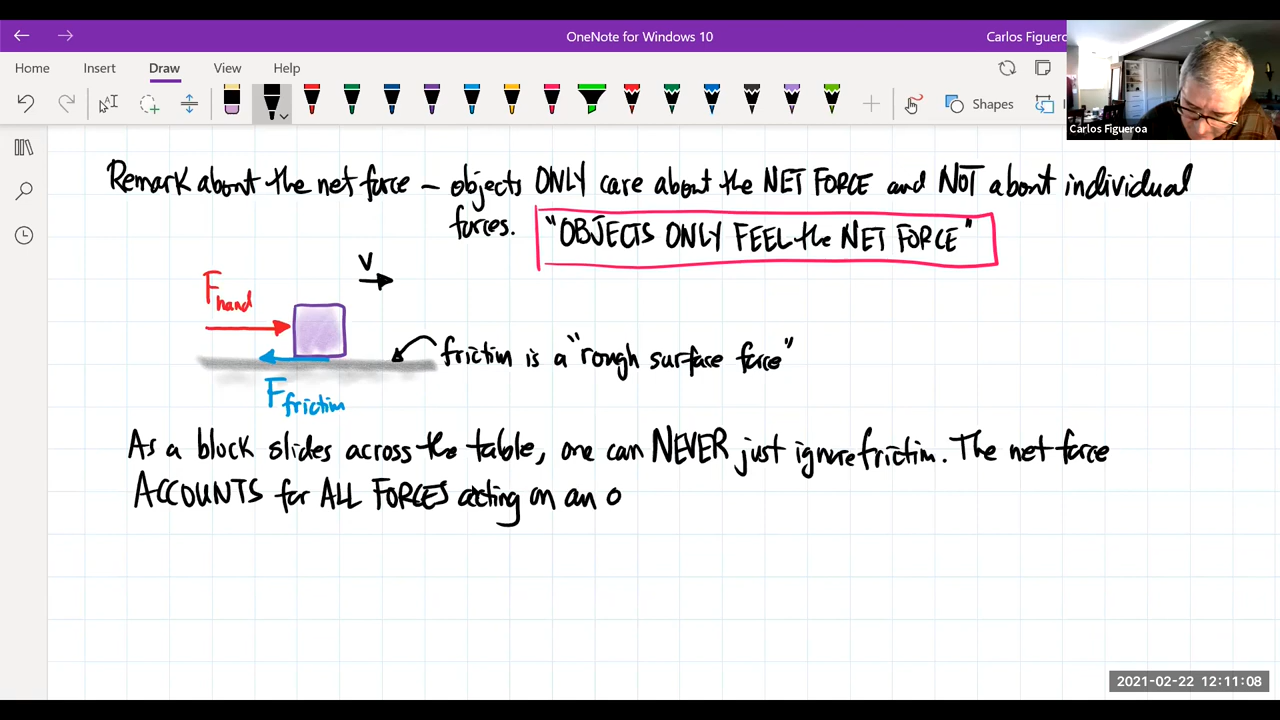 OneNote for Windows 10
Carlos Figuero
Home Insert Draw View Help
Shapes
Carlos Figueroa
Remark about the net force – objects ONLY care about the NET FORCE and NOT about individual
forces. "OBJECTS ONLY FEEL the NET FORCE"
V
Fhand
friction is a "rough surface force"
Ffriction
As a block slides across the table, one can NEVER just ignore friction. The net force
ACCOUNTS for ALL FORCES acting on an o
2021-02-22 12:11:08